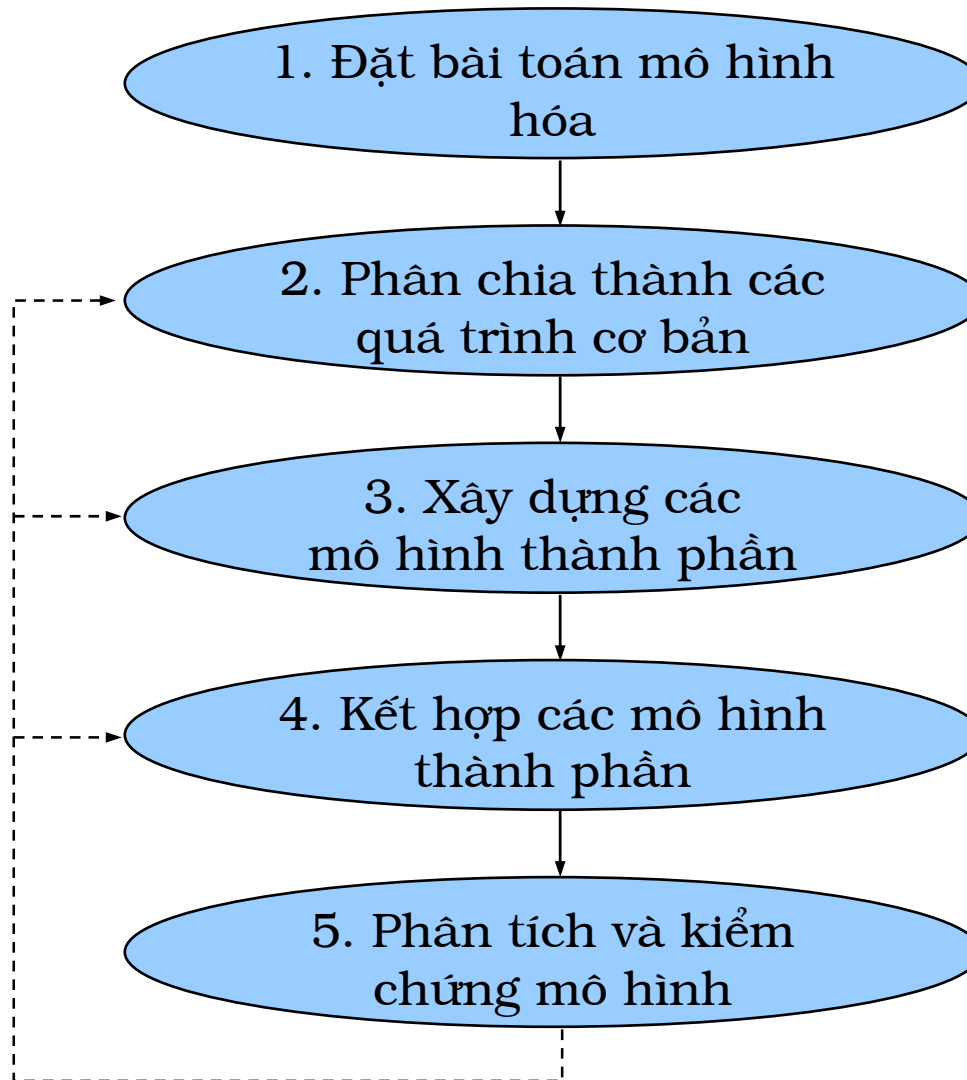 1. Đặt bài toán mô hình
hóa
2. Phân chia thành các
quá trình cơ bản
3. Xây dựng các
mô hình thành phần
4. Kết hợp các mô hình
thành phần
5. Phân tích và kiểm
chứng mô hình